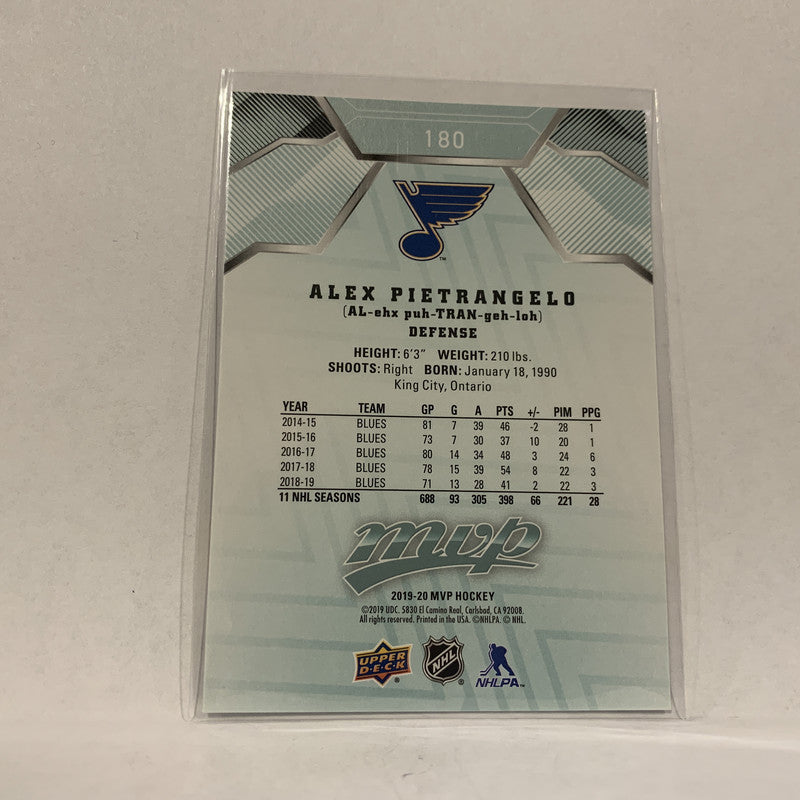 180
TM
ALEX PIETRANGELO
(AL-ehx puh-TRAN-geh-loh)
DEFENSE
HEIGHT: 6'3" WEIGHT: 210 lbs.
SHOOTS: Right BORN: January 18, 1990
King City, Ontario
YEAR TEAM GP G A PTS +/- PIM PPG
2014-15 BLUES 81 7 39 46 -2 28 1
2015-16 BLUES 73 7 30 37 10 20 1
2016-17 BLUES 80 14 34 48 3 24 6
2017-18 BLUES 78 15 39 54 8 22 3
2018-19 BLUES 71 13 28 41 2 22 3
11 NHL SEASONS 688 93 305 398 66 221 28
mvp
2019-20 MVP HOCKEY
©2019 UDC. 5830 El Camino Real, Carlsbad, CA 92008.
All rights reserved. Printed in the USA. ©NHLPA. © NHL.
UPPER DECK ® NHL ® NHLPA™